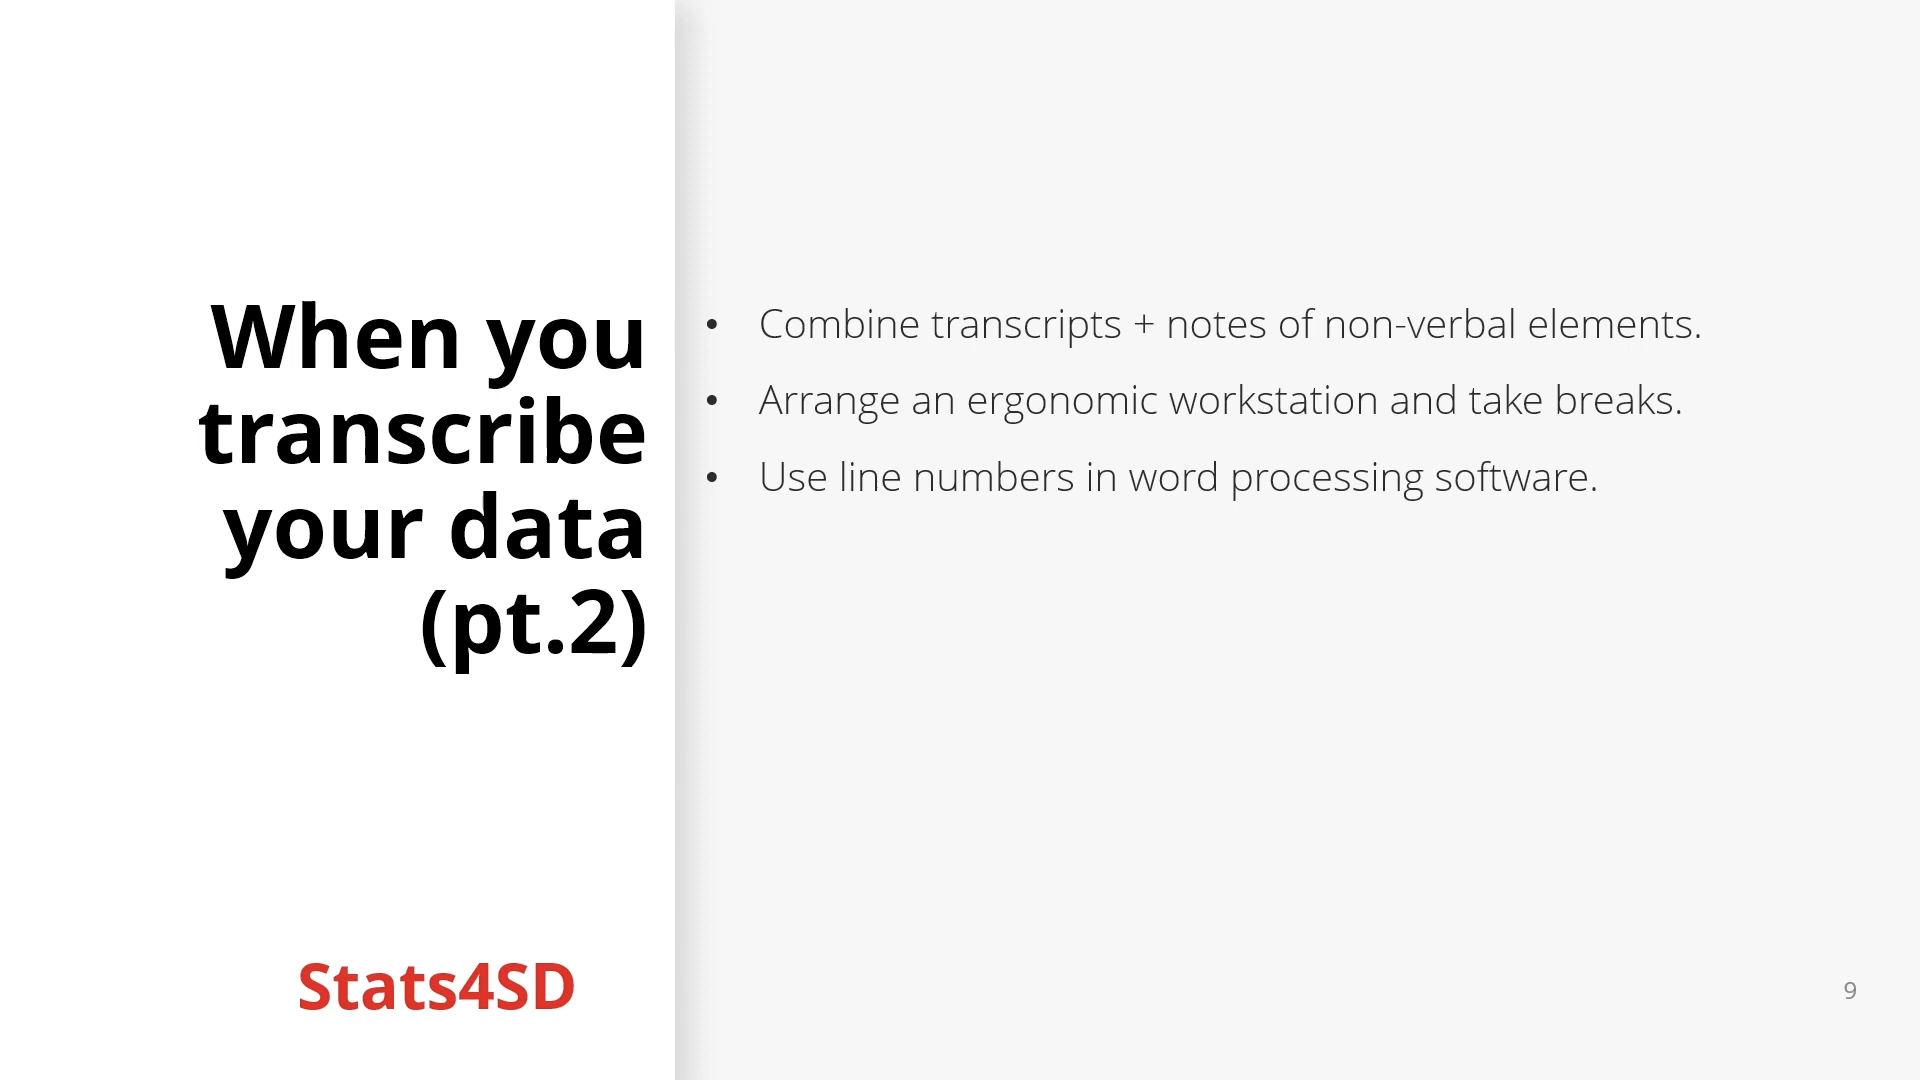 When you
transcribe
your data
(pt.2)
• Combine transcripts + notes of non-verbal elements.
• Arrange an ergonomic workstation and take breaks.
• Use line numbers in word processing software.
Stats4SD
9